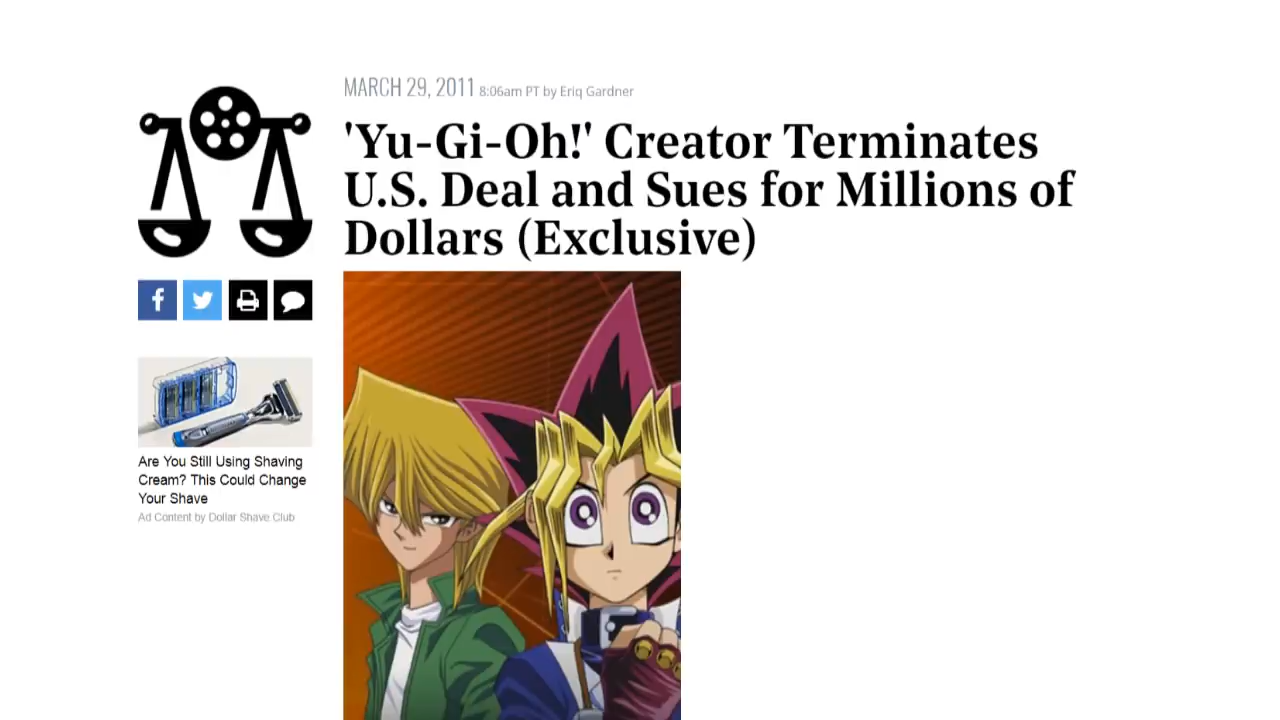 MARCH 29, 2011 8:06am PT by Eriq Gardner
'Yu-Gi-Oh!' Creator Terminates
U.S. Deal and Sues for Millions of
Dollars (Exclusive)
Are You Still Using Shaving
Cream? This Could Change
Your Shave
Ad Content by Dollar Shave Club